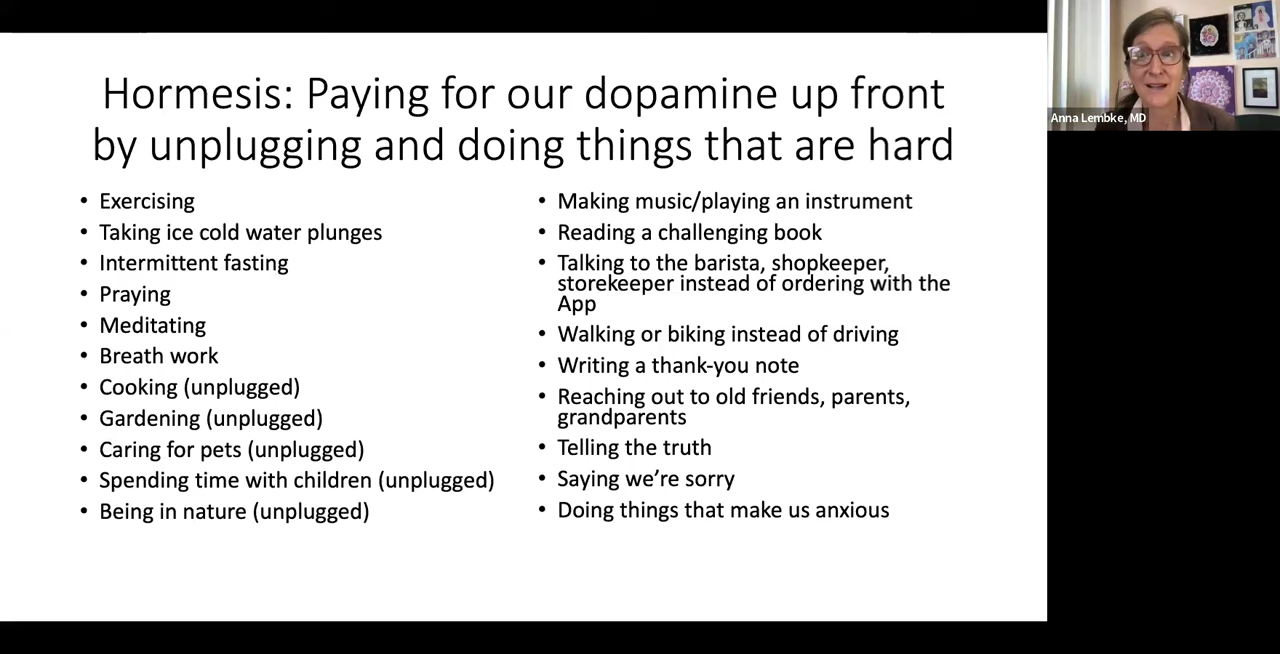 Hormesis: Paying for our dopamine up front
by unplugging and doing things that are hard
• Exercising
• Taking ice cold water plunges
• Intermittent fasting
• Praying
• Meditating
• Breath work
• Cooking (unplugged)
• Gardening (unplugged)
• Caring for pets (unplugged)
• Spending time with children (unplugged)
• Being in nature (unplugged)
• Making music/playing an instrument
• Reading a challenging book
• Talking to the barista, shopkeeper,
storekeeper instead of ordering with the
App
• Walking or biking instead of driving
• Writing a thank-you note
• Reaching out to old friends, parents,
grandparents
• Telling the truth
• Saying we’re sorry
• Doing things that make us anxious
Anna Lembke, MD